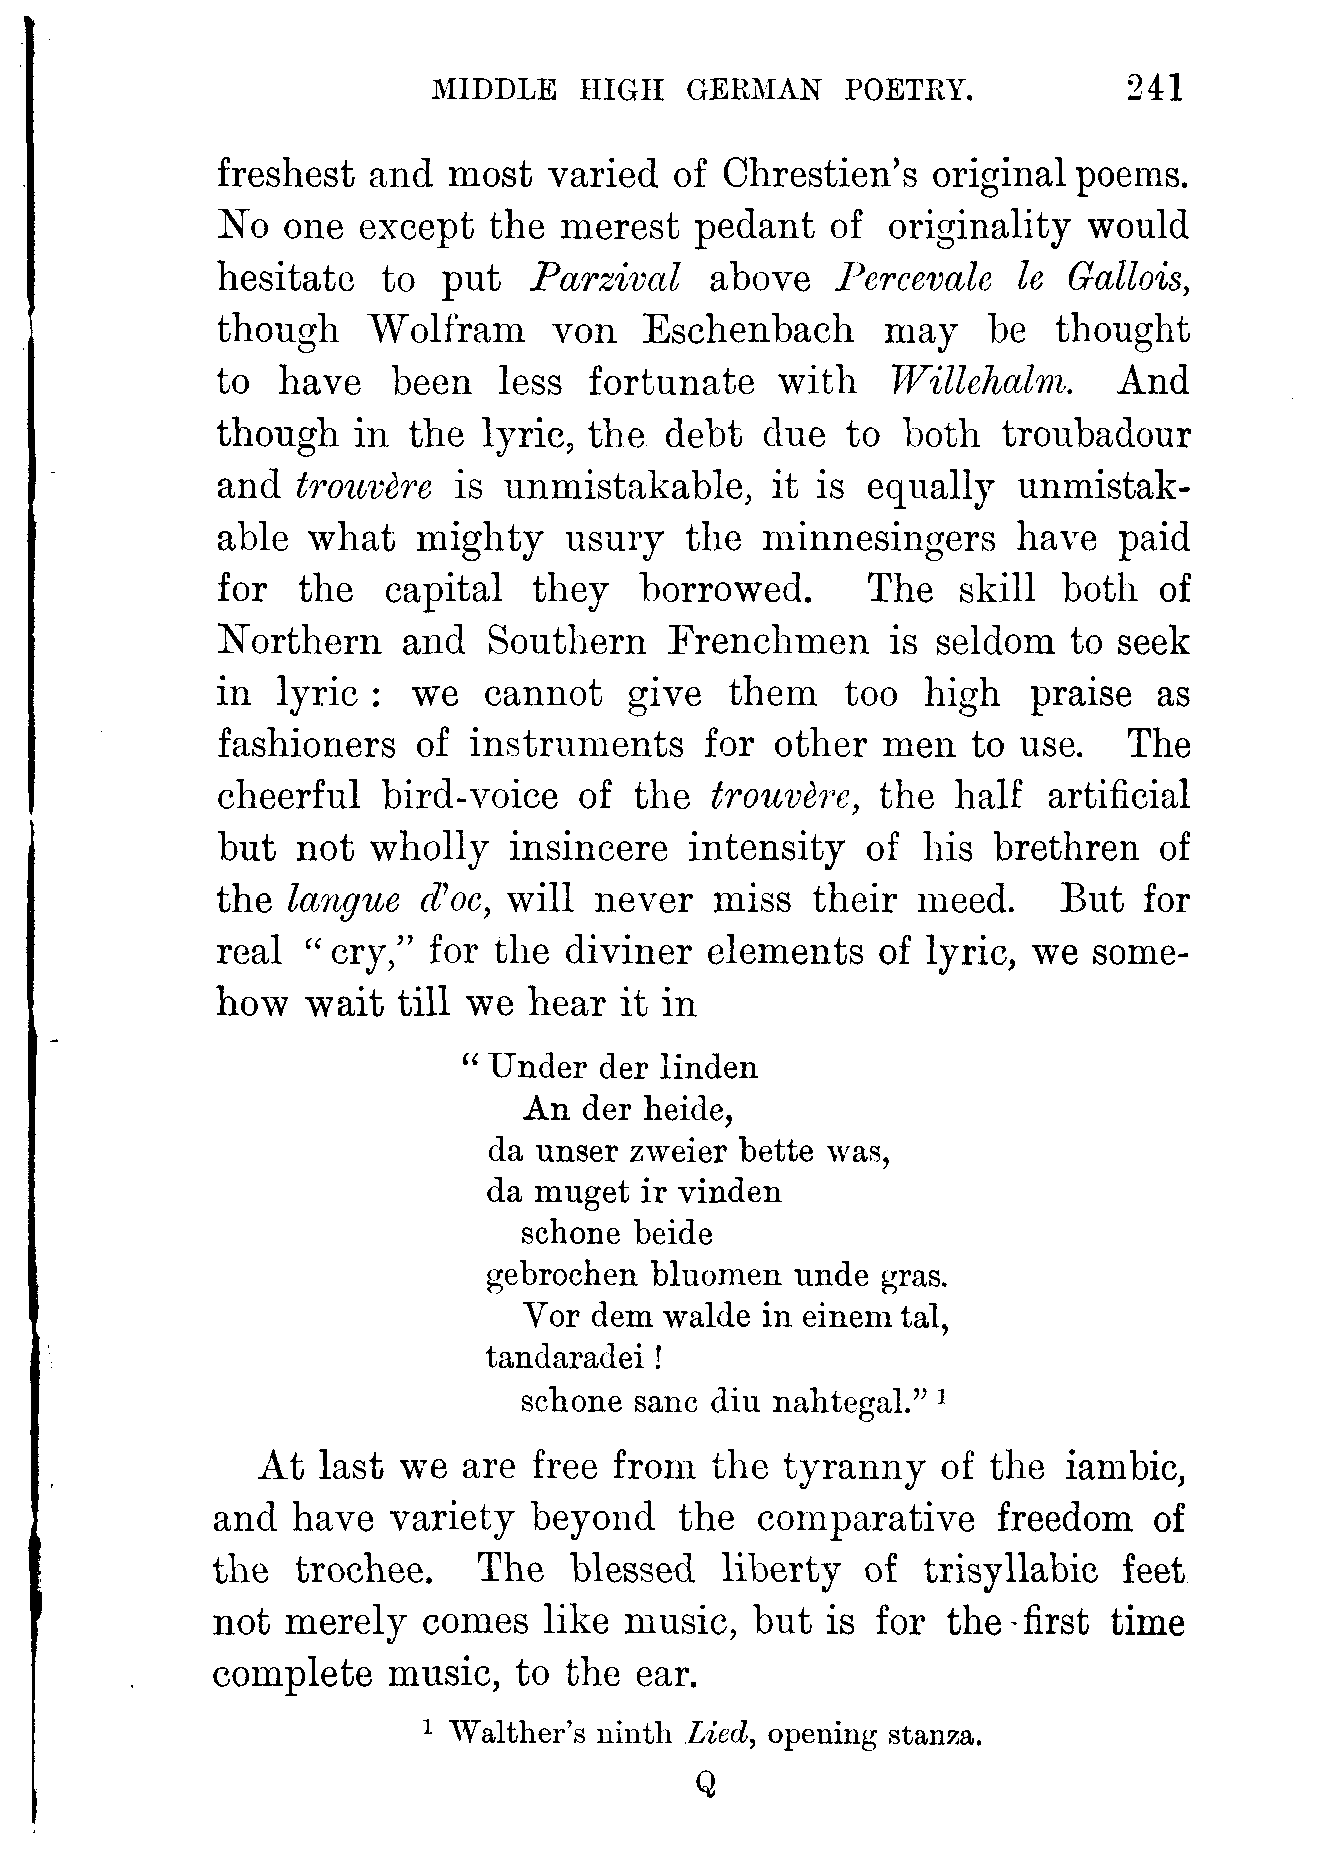 MIDDLE HIGH GERMAN POETRY. 241
freshest and most varied of Chrestien's original poems.
No one except the merest pedant of originality would
hesitate to put Parzival above Percevale le Gallois,
though Wolfram von Eschenbach may be thought
to have been less fortunate with Willehalm. And
though in the lyric, the debt due to both troubadour
and trouvère is unmistakable, it is equally unmistak-
able what mighty usury the minnesingers have paid
for the capital they borrowed. The skill both of
Northern and Southern Frenchmen is seldom to seek
in lyric : we cannot give them too high praise as
fashioners of instruments for other men to use. The
cheerful bird-voice of the trouvère, the half artificial
but not wholly insincere intensity of his brethren of
the langue d'oc, will never miss their meed. But for
real "cry," for the diviner elements of lyric, we some-
how wait till we hear it in
"Under der linden
An der heide,
da unser zweier bette was,
da muget ir vinden
schone beide
gebrochen bluomen unde gras.
Vor dem walde in einem tal,
tandaradei !
schone sanc diu nahtegal." 1
At last we are free from the tyranny of the iambic,
and have variety beyond the comparative freedom of
the trochee. The blessed liberty of trisyllabic feet
not merely comes like music, but is for the first time
complete music, to the ear.
1 Walther's ninth Lied, opening stanza.
Q